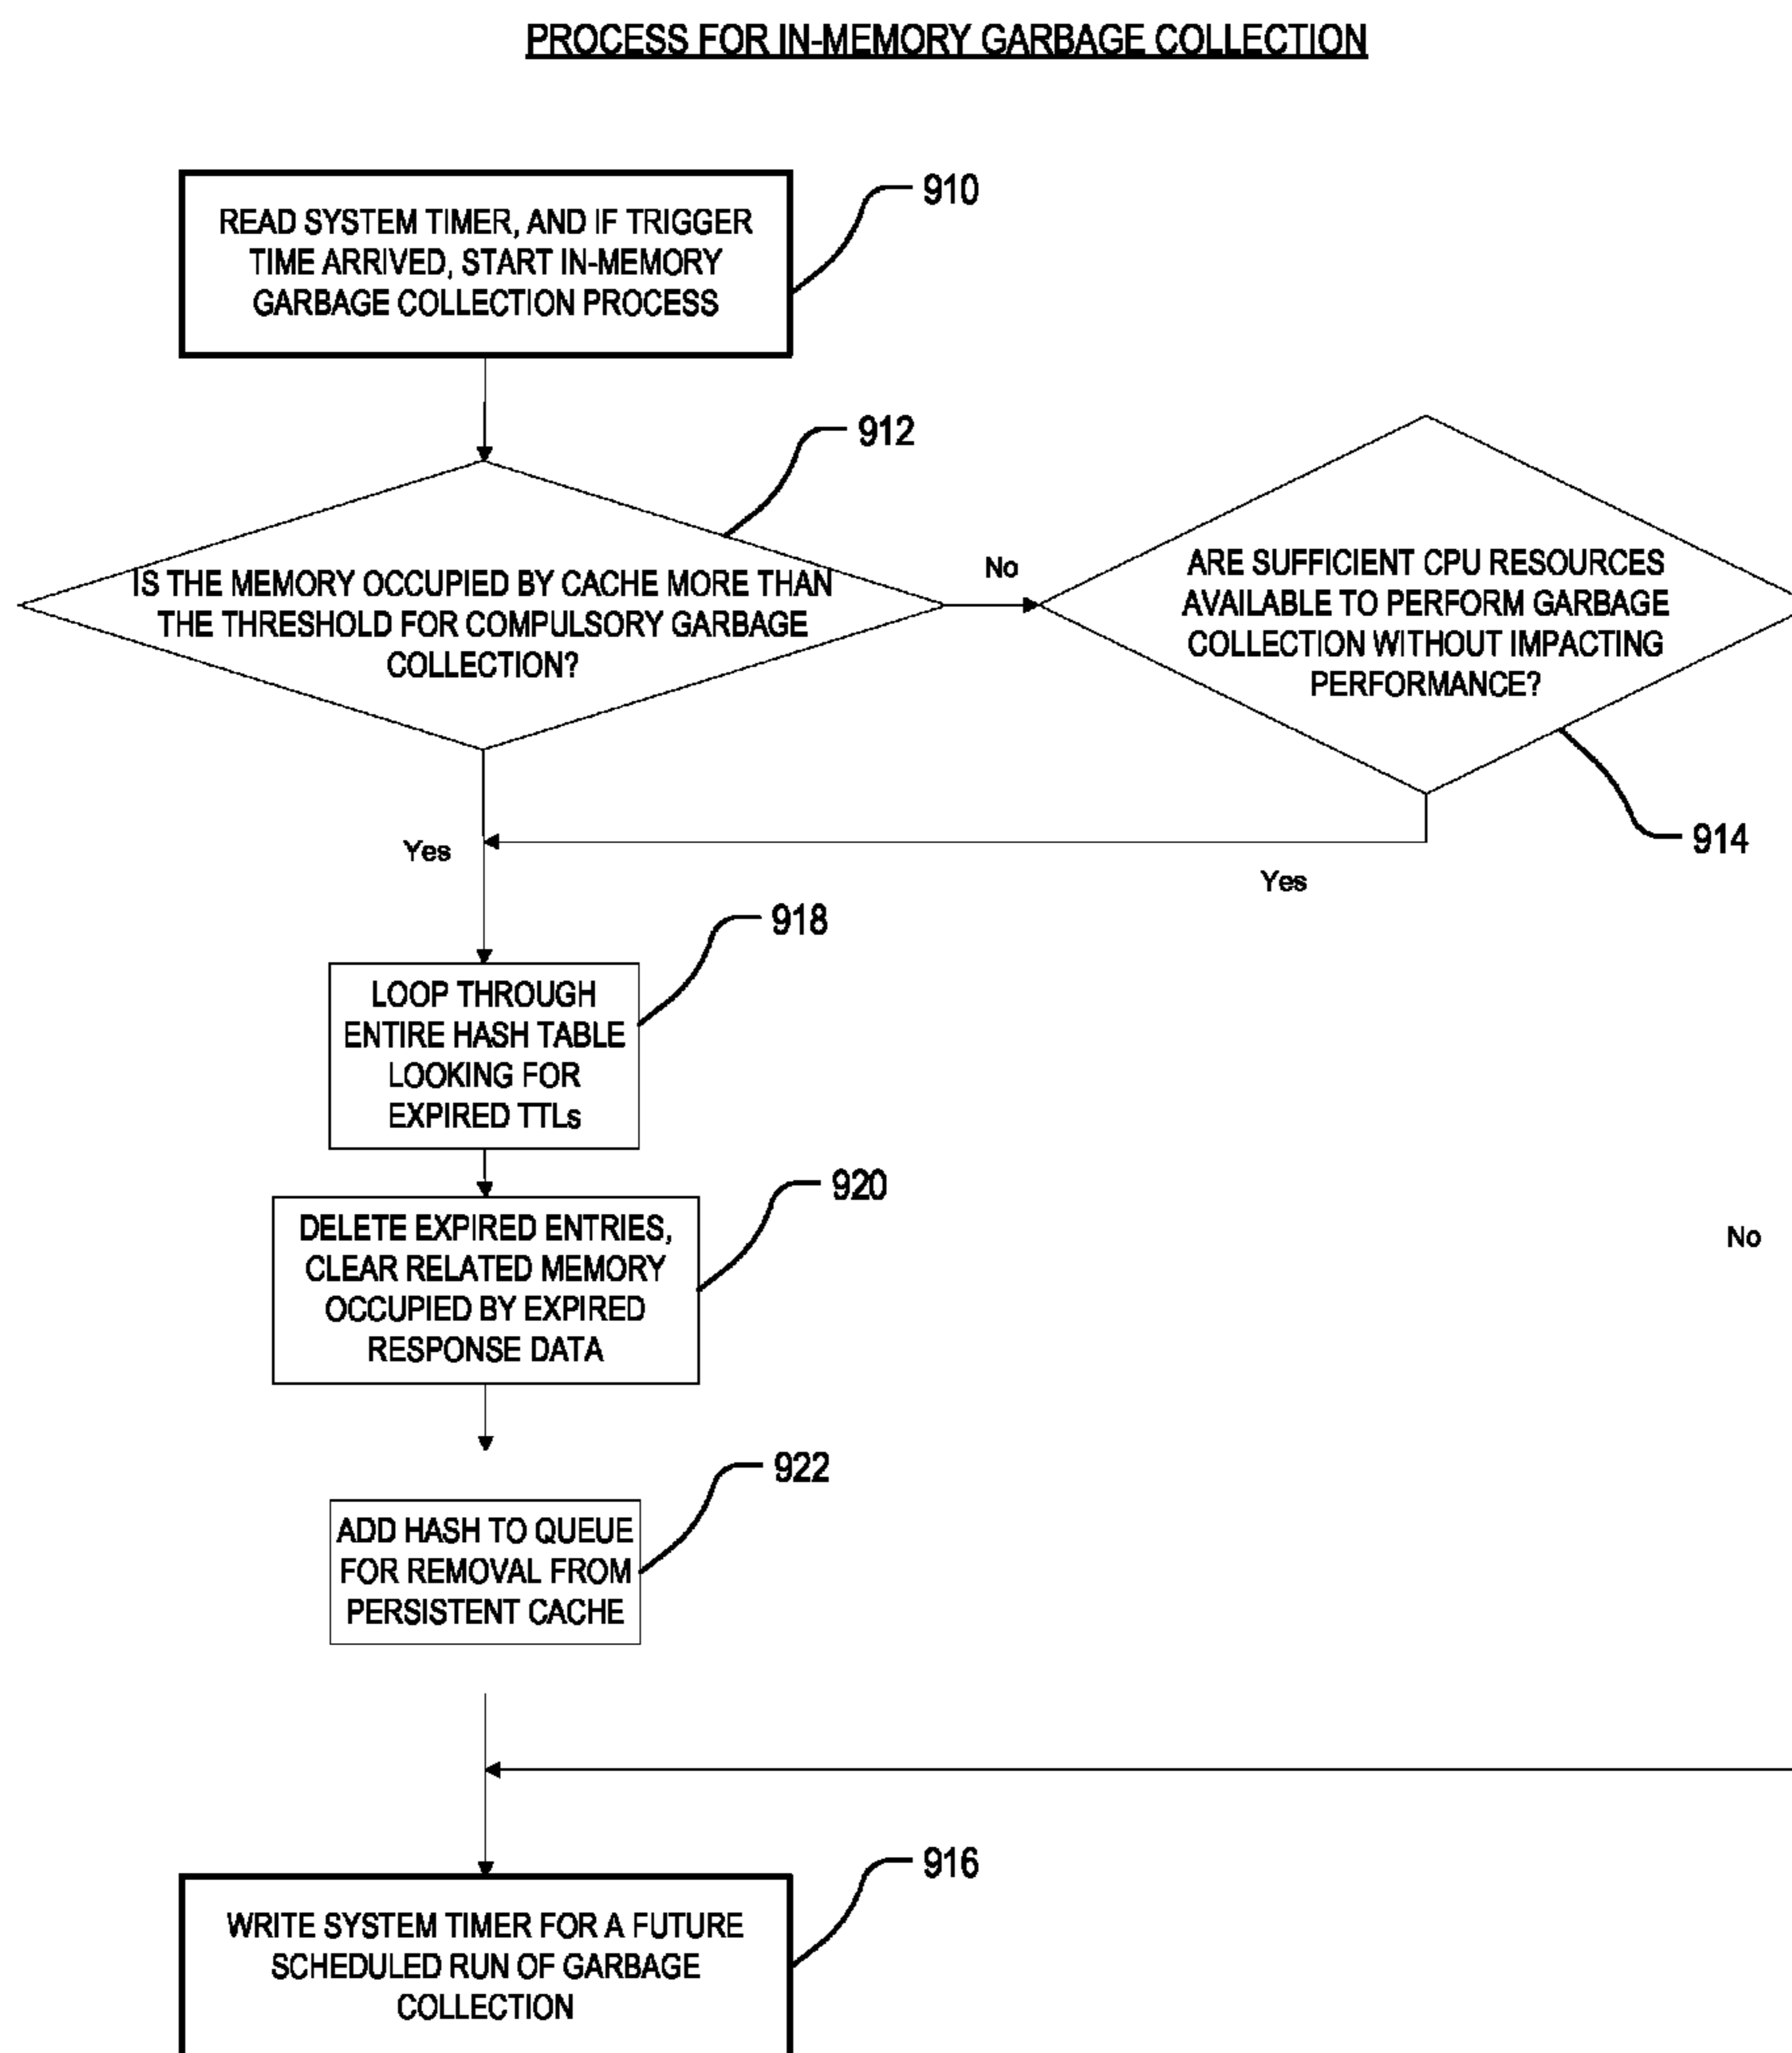 PROCESS FOR IN-MEMORY GARBAGE COLLECTION
READ SYSTEM TIMER, AND IF TRIGGER
TIME ARRIVED, START IN-MEMORY
GARBAGE COLLECTION PROCESS
910
912
IS THE MEMORY OCCUPIED BY CACHE MORE THAN
THE THRESHOLD FOR COMPULSORY GARBAGE
COLLECTION?
No
ARE SUFFICIENT CPU RESOURCES
AVAILABLE TO PERFORM GARBAGE
COLLECTION WITHOUT IMPACTING
PERFORMANCE?
914
Yes
Yes
918
LOOP THROUGH
ENTIRE HASH TABLE
LOOKING FOR
EXPIRED TTLs
920
DELETE EXPIRED ENTRIES,
CLEAR RELATED MEMORY
OCCUPIED BY EXPIRED
RESPONSE DATA
No
922
ADD HASH TO QUEUE
FOR REMOVAL FROM
PERSISTENT CACHE
916
WRITE SYSTEM TIMER FOR A FUTURE
SCHEDULED RUN OF GARBAGE
COLLECTION